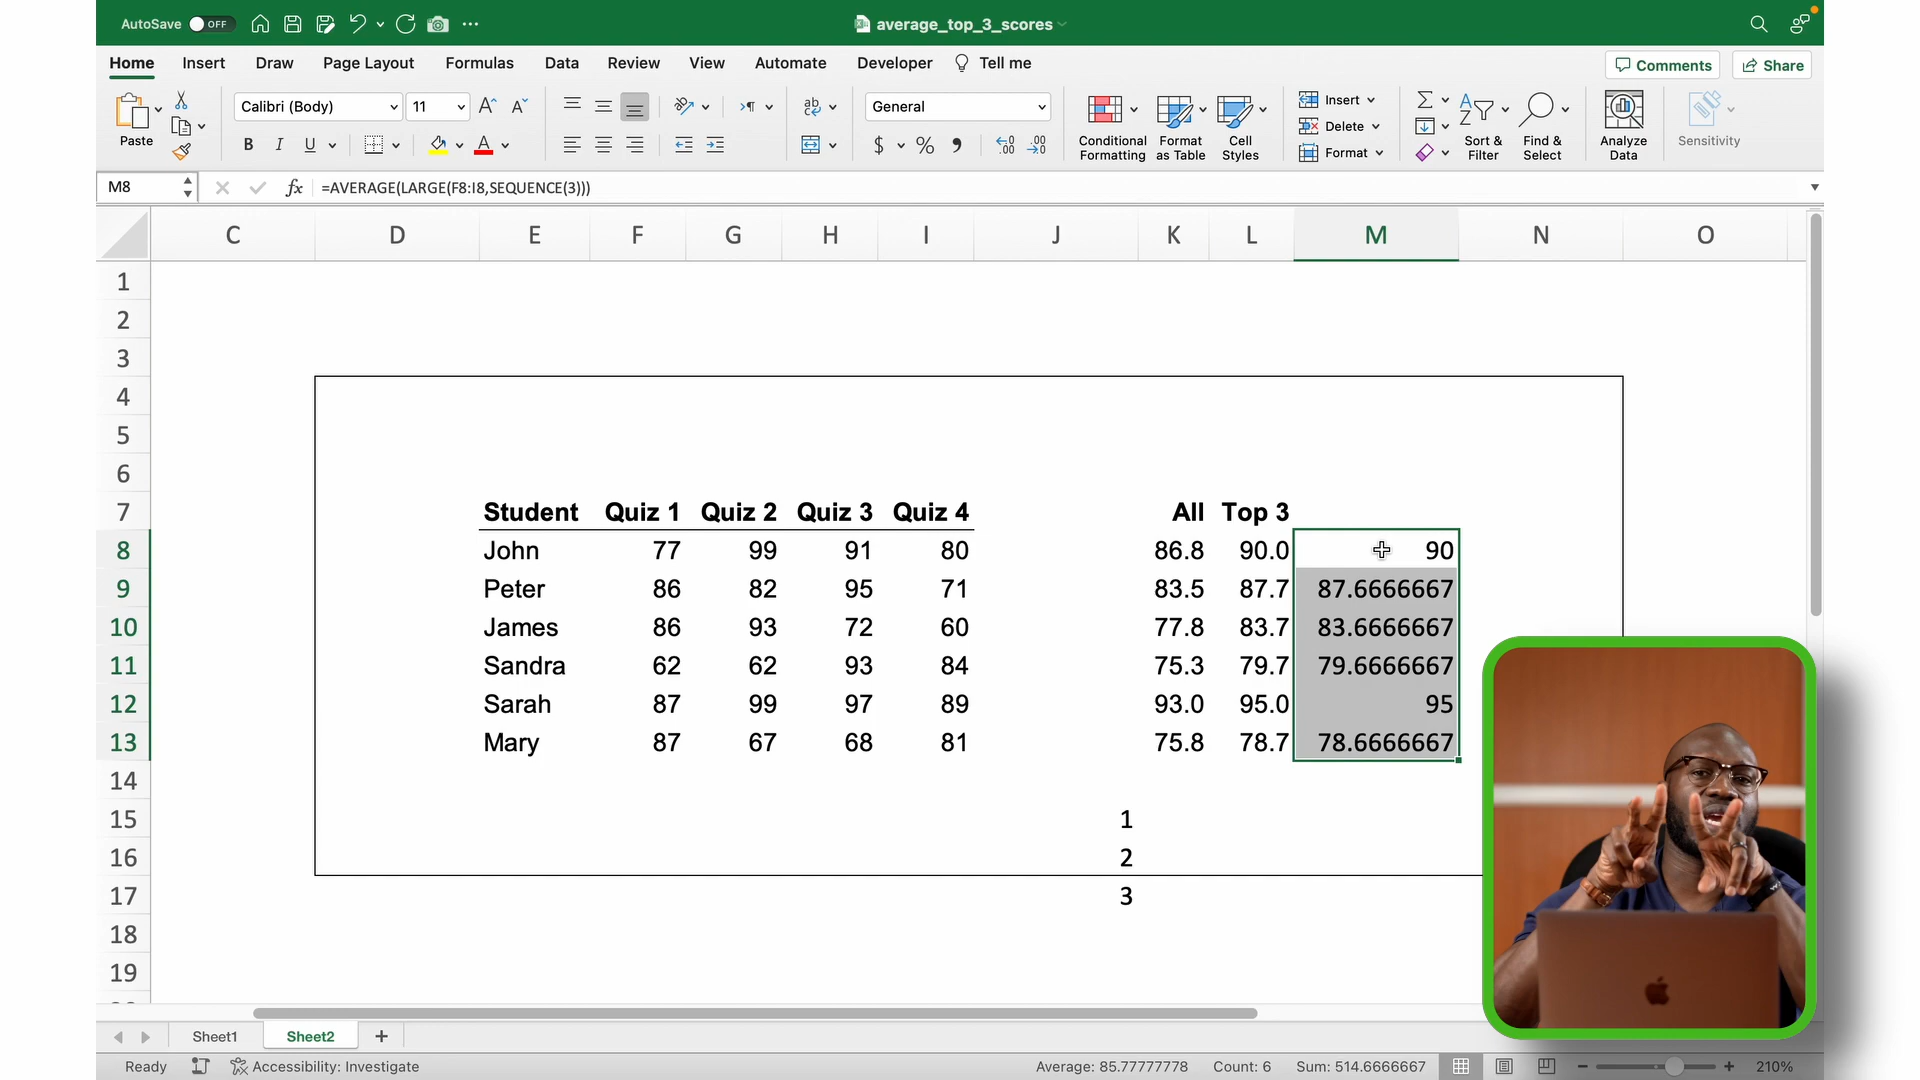 AutoSave OFF average_top_3_scores
Home Insert Draw Page Layout Formulas Data Review View Automate Developer Tell me Comments Share
Paste Calibri (Body) 11 General Conditional Formatting Format as Table Cell Styles Insert Delete Format Sort & Filter Find & Select Analyze Data Sensitivity
M8 fx =AVERAGE(LARGE(F8:I8,SEQUENCE(3)))
C D E F G H I J K L M N O
1
2
3
4
5
6
7 Student Quiz 1 Quiz 2 Quiz 3 Quiz 4 All Top 3
8 John 77 99 91 80 86.8 90.0 90
9 Peter 86 82 95 71 83.5 87.7 87.6666667
10 James 86 93 72 60 77.8 83.7 83.6666667
11 Sandra 62 62 93 84 75.3 79.7 79.6666667
12 Sarah 87 99 97 89 93.0 95.0 95
13 Mary 87 67 68 81 75.8 78.7 78.6666667
14
15 1
16 2
17 3
18
19
Sheet1 Sheet2 +
Ready Accessibility: Investigate Average: 85.77777778 Count: 6 Sum: 514.6666667 210%